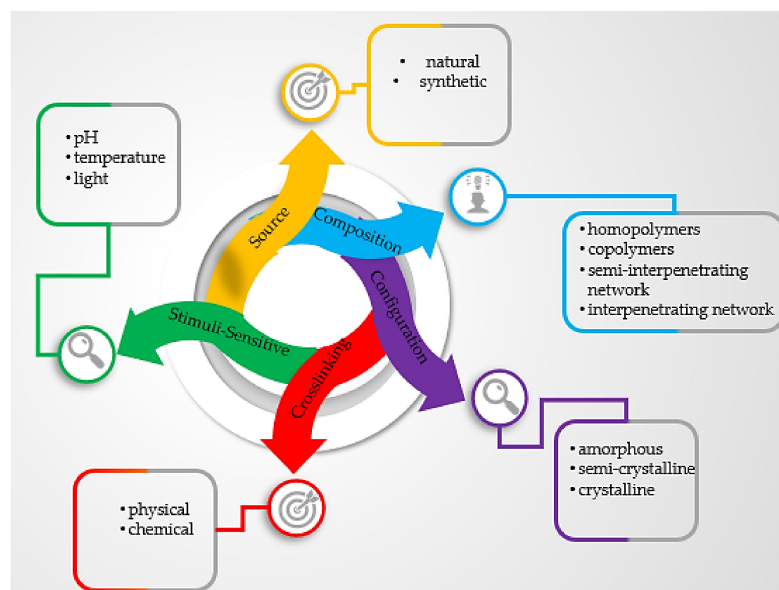 • natural
• synthetic
• pH
• temperature
• light
Source
Composition
• homopolymers
• copolymers
• semi-interpenetrating
network
• interpenetrating network
Stimuli-Sensitive
Configuration
Crosslinking
• amorphous
• semi-crystalline
• crystalline
• physical
• chemical